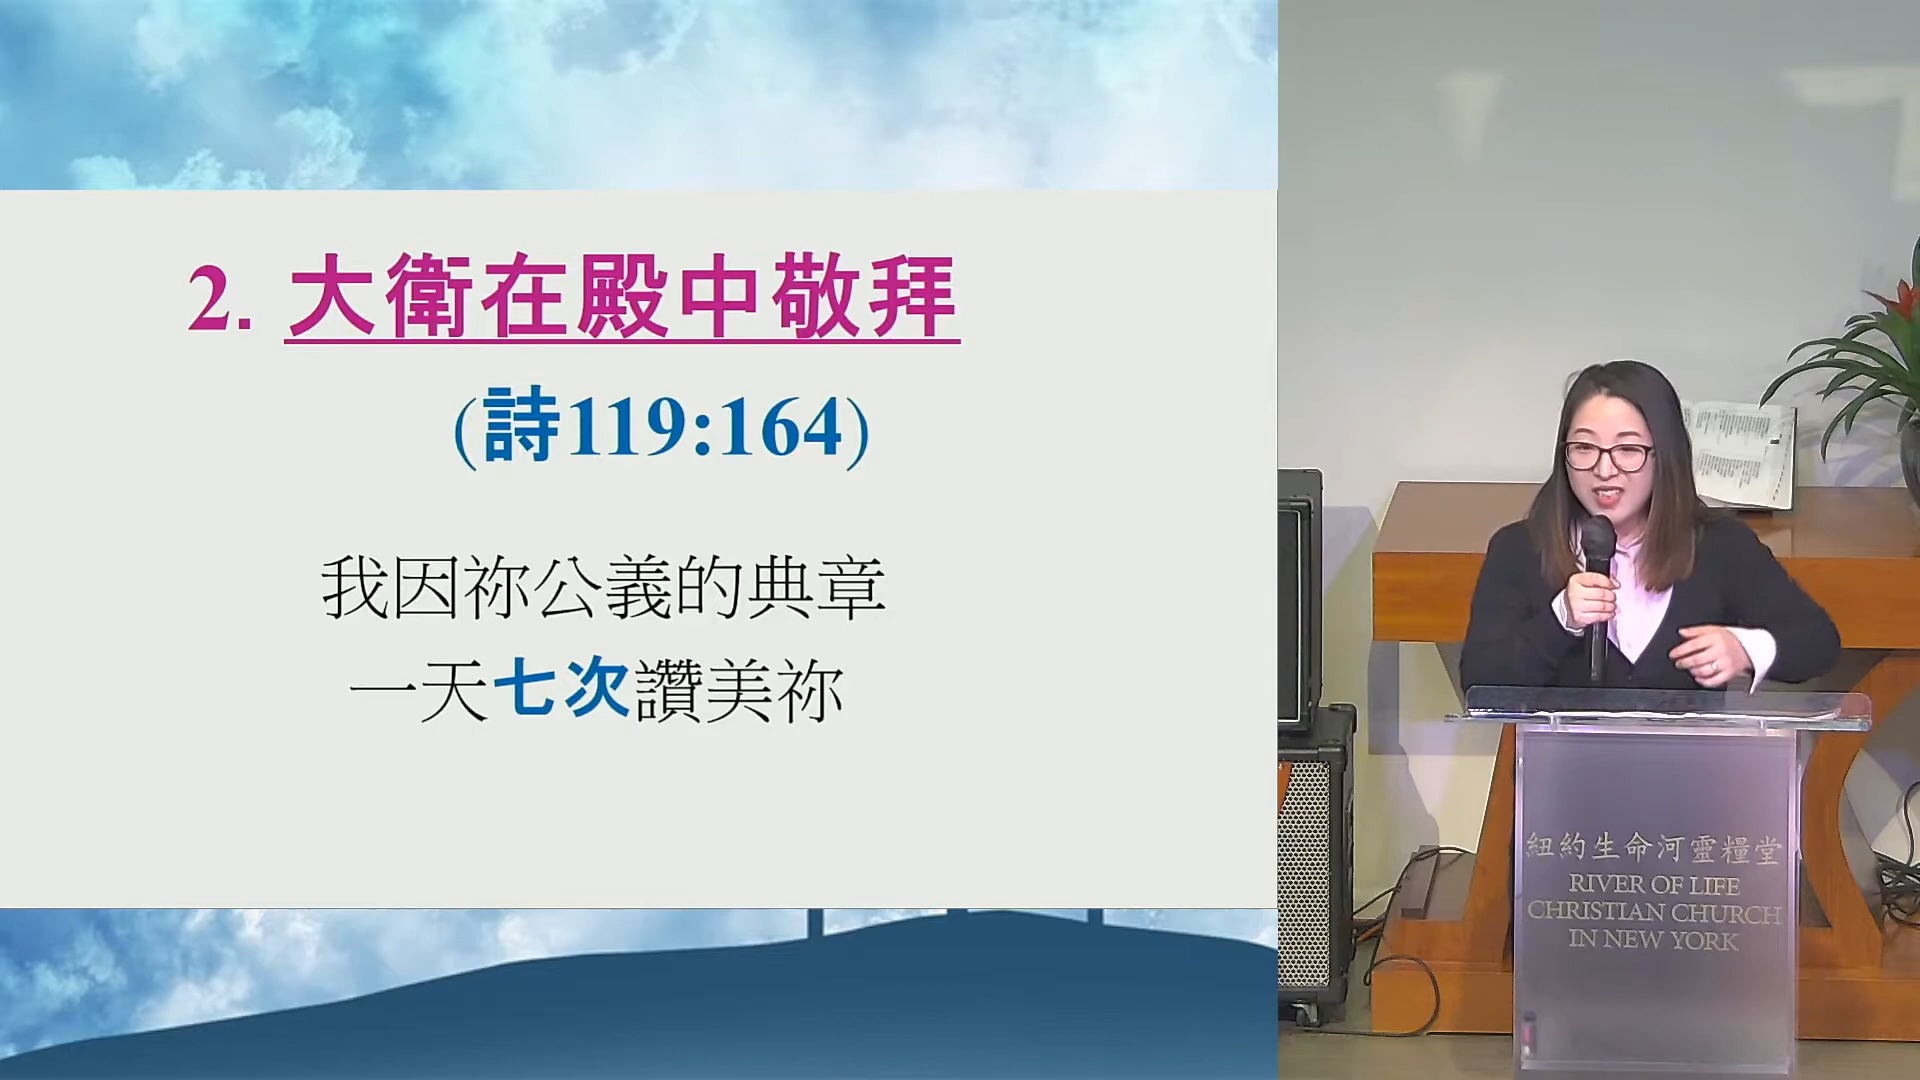 2. 大衛在殿中敬拜
(詩119:164)
我因祢公義的典章
一天七次讚美祢
紐約生命河靈糧堂
RIVER OF LIFE
CHRISTIAN CHURCH
IN NEW YORK